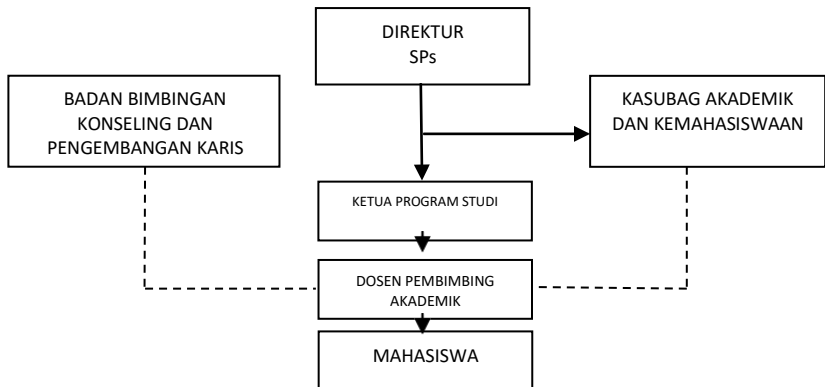 DIREKTUR
SPs
BADAN BIMBINGAN
KONSELING DAN
PENGEMBANGAN KARIS
KASUBAG AKADEMIK
DAN KEMAHASISWAAN
KETUA PROGRAM STUDI
DOSEN PEMBIMBING
AKADEMIK
MAHASISWA